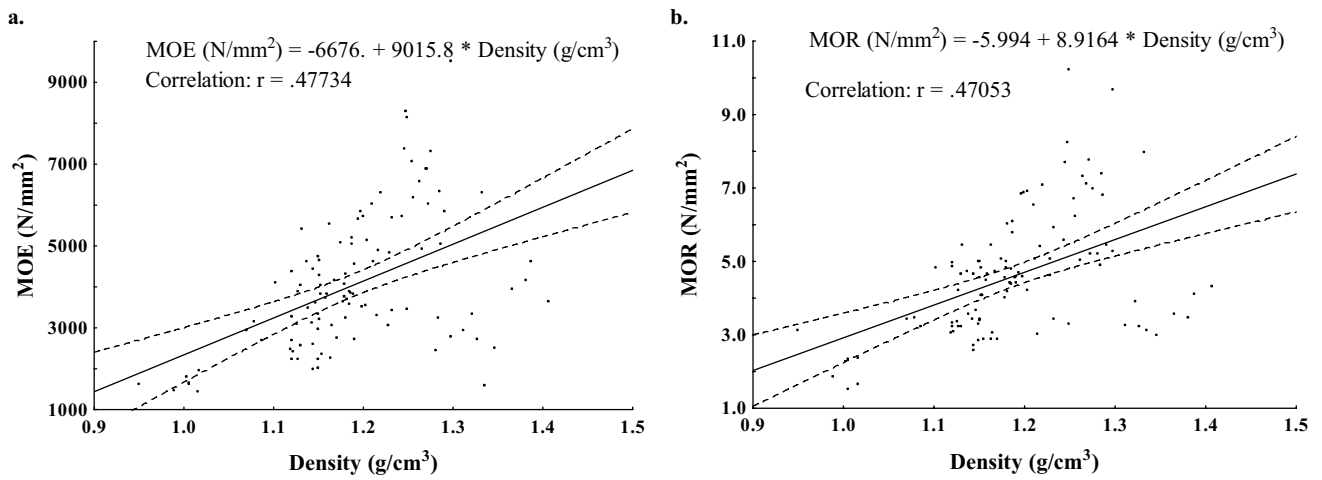 a.
MOE (N/mm²) = -6676. + 9015.8 * Density (g/cm³)
Correlation: r = .47734
9000
7000
5000
3000
1000
MOE (N/mm²)
0.9 1.0 1.1 1.2 1.3 1.4 1.5
Density (g/cm³)
b.
MOR (N/mm²) = -5.994 + 8.9164 * Density (g/cm³)
Correlation: r = .47053
11.0
9.0
7.0
5.0
3.0
1.0
MOR (N/mm²)
0.9 1.0 1.1 1.2 1.3 1.4 1.5
Density (g/cm³)